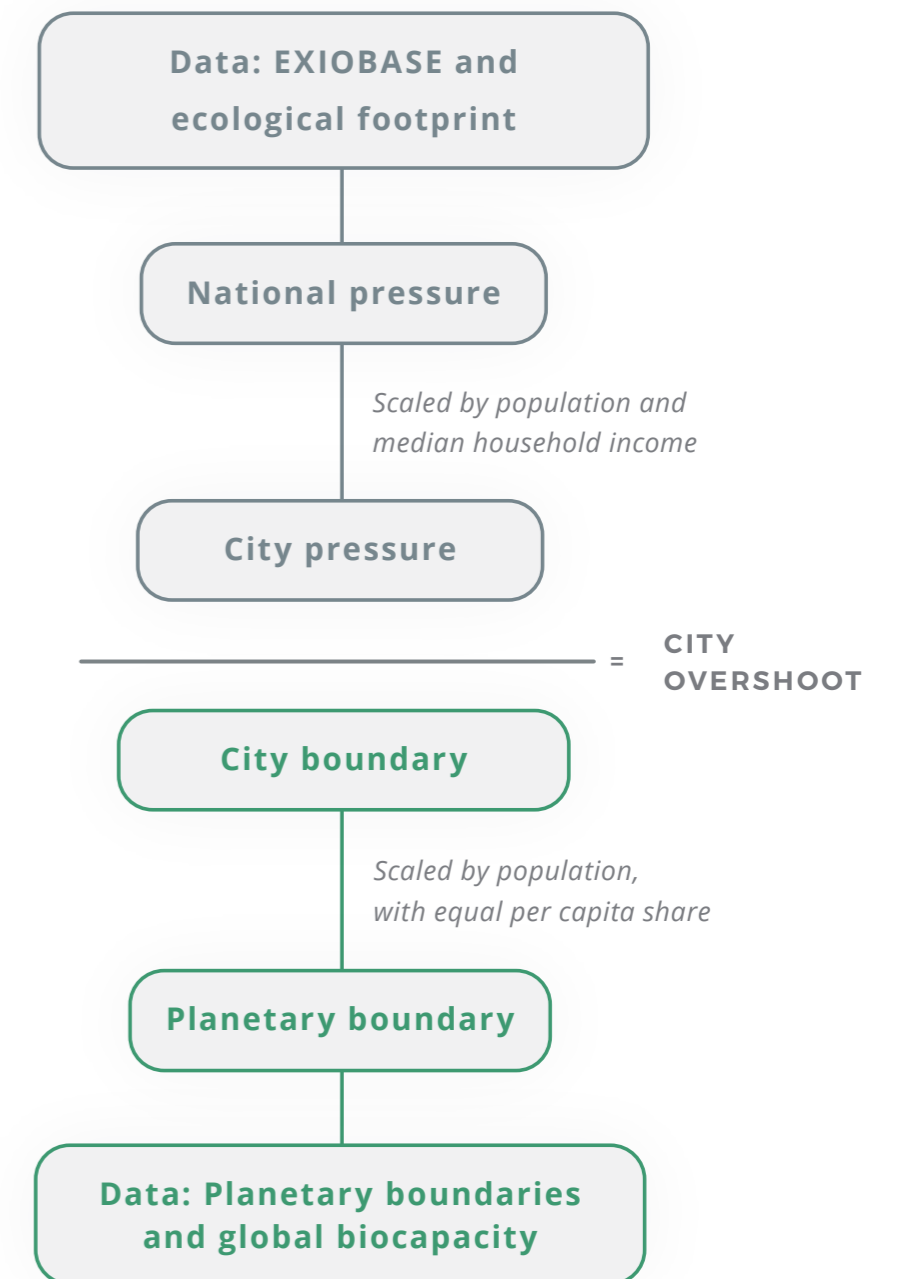 Data: EXIOBASE and
ecological footprint
National pressure
Scaled by population and
median household income
City pressure
=
CITY
OVERSHOOT
City boundary
Scaled by population,
with equal per capita share
Planetary boundary
Data: Planetary boundaries
and global biocapacity